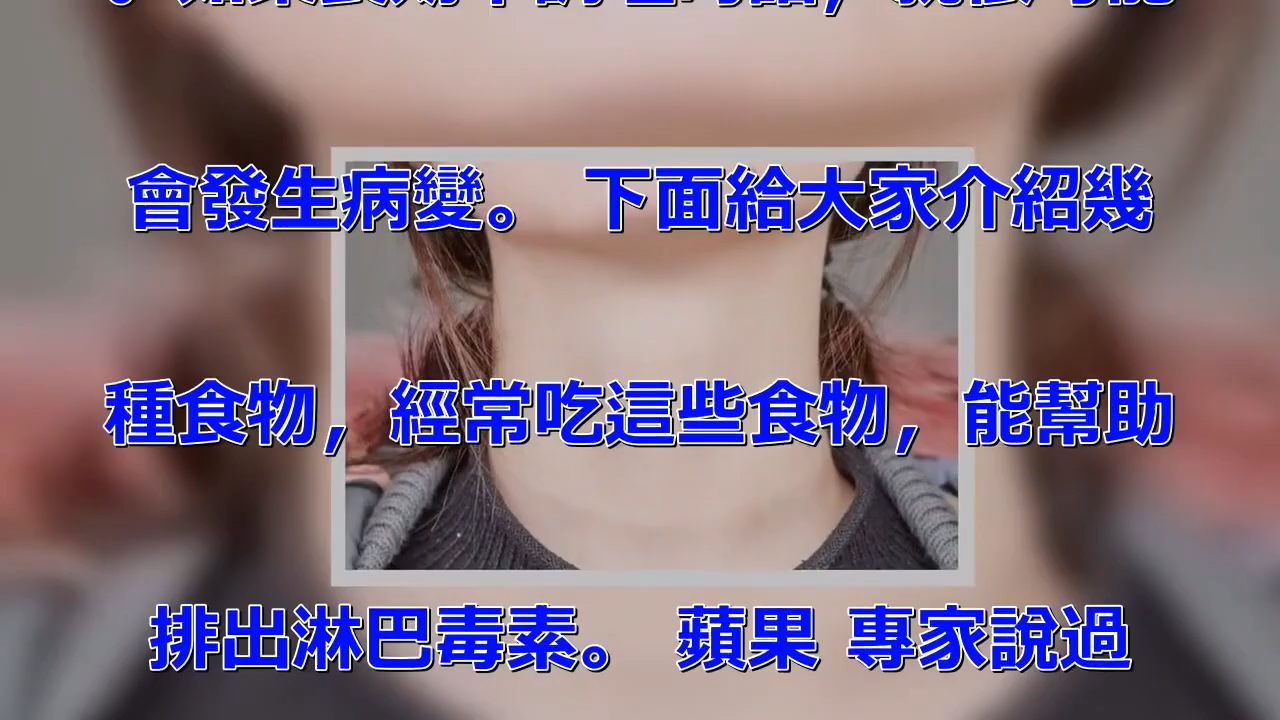 會發生病變。 下面給大家介紹幾
種食物，經常吃這些食物，能幫助
排出淋巴毒素。 蘋果 專家說過